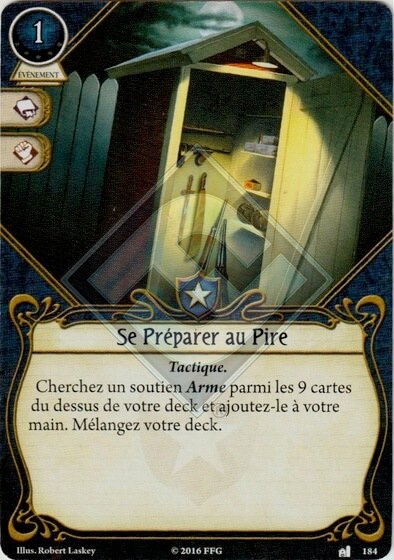 1
ÉVÉNEMENT
Se Préparer au Pire
Tactique.
Cherchez un soutien Arme parmi les 9 cartes
du dessus de votre deck et ajoutez-le à votre
main. Mélangez votre deck.
Illus. Robert Laskey
© 2016 FFG
184